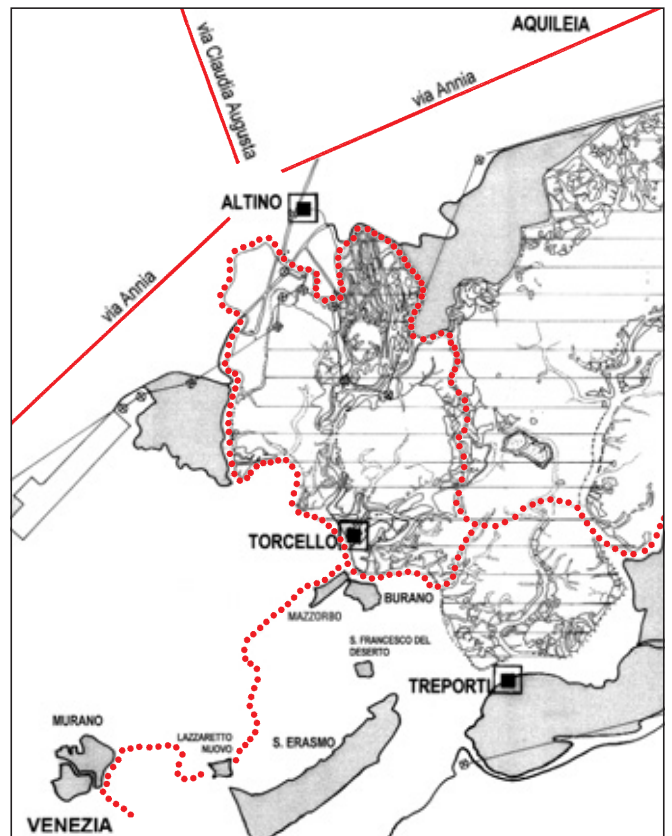 AQUILEIA
via Claudia Augusta
via Annia
ALTINO
via Annia
TORCELLO
MAZZORBO
BURANO
S. FRANCESCO DEL
DESERTO
TREPORTI
MURANO
LAZZARETTO
NUOVO
S. ERASMO
VENEZIA